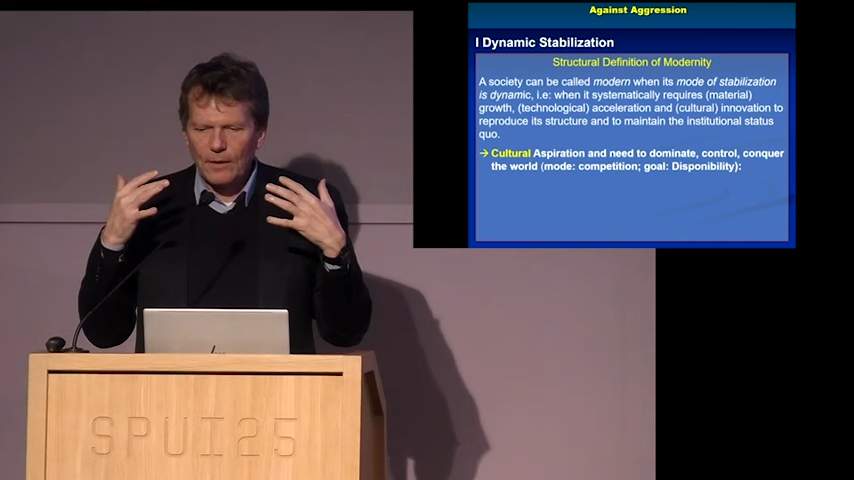 Against Aggression
I Dynamic Stabilization
Structural Definition of Modernity
A society can be called modern when its mode of stabilization
is dynamic, i.e: when it systematically requires (material)
growth, (technological) acceleration and (cultural) innovation to
reproduce its structure and to maintain the institutional status
quo.
→ Cultural Aspiration and need to dominate, control, conquer
the world (mode: competition; goal: Disponibility):
SPUI25